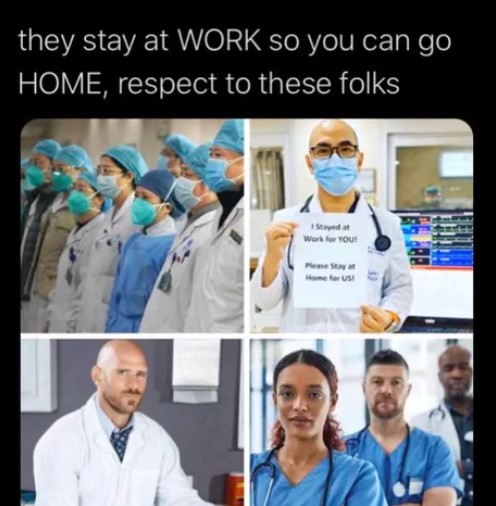 they stay at WORK so you can go
HOME, respect to these folks
I Stayed at
Work for YOU!
Please Stay at
Home for US!